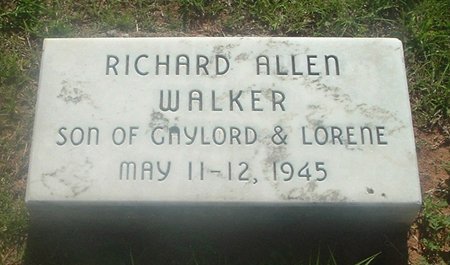 RICHARD ALLEN
WALKER
SON OF GAYLORD & LORENE
MAY 11-12, 1945